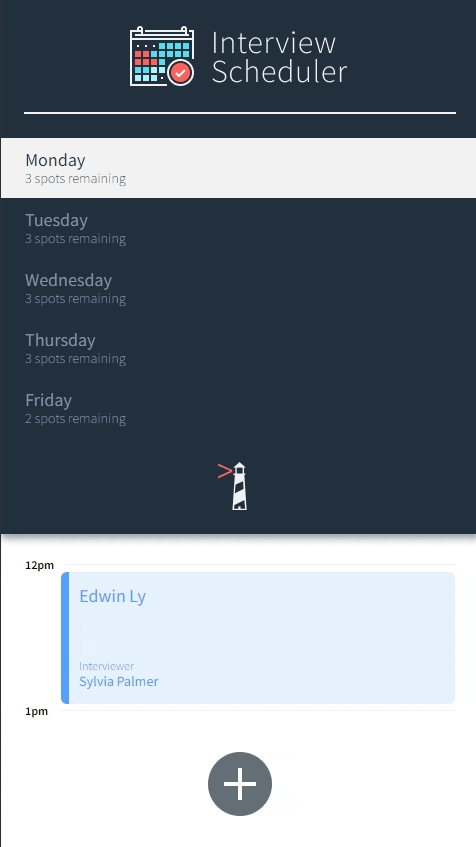 Interview
Scheduler
Monday
3 spots remaining
Tuesday
3 spots remaining
Wednesday
3 spots remaining
Thursday
3 spots remaining
Friday
2 spots remaining
12pm
Edwin Ly
Interviewer
Sylvia Palmer
1pm